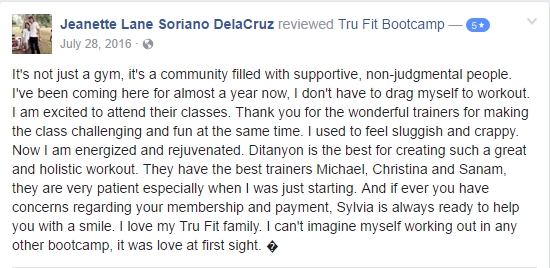 Jeanette Lane Soriano DelaCruz reviewed Tru Fit Bootcamp — 5★
July 28, 2016 ·
It's not just a gym, it's a community filled with supportive, non-judgmental people.
I've been coming here for almost a year now, I don't have to drag myself to workout.
I am excited to attend their classes. Thank you for the wonderful trainers for making
the class challenging and fun at the same time. I used to feel sluggish and crappy.
Now I am energized and rejuvenated. Ditanyon is the best for creating such a great
and holistic workout. They have the best trainers Michael, Christina and Sanam,
they are very patient especially when I was just starting. And if ever you have
concerns regarding your membership and payment, Sylvia is always ready to help
you with a smile. I love my Tru Fit family. I can't imagine myself working out in any
other bootcamp, it was love at first sight. �